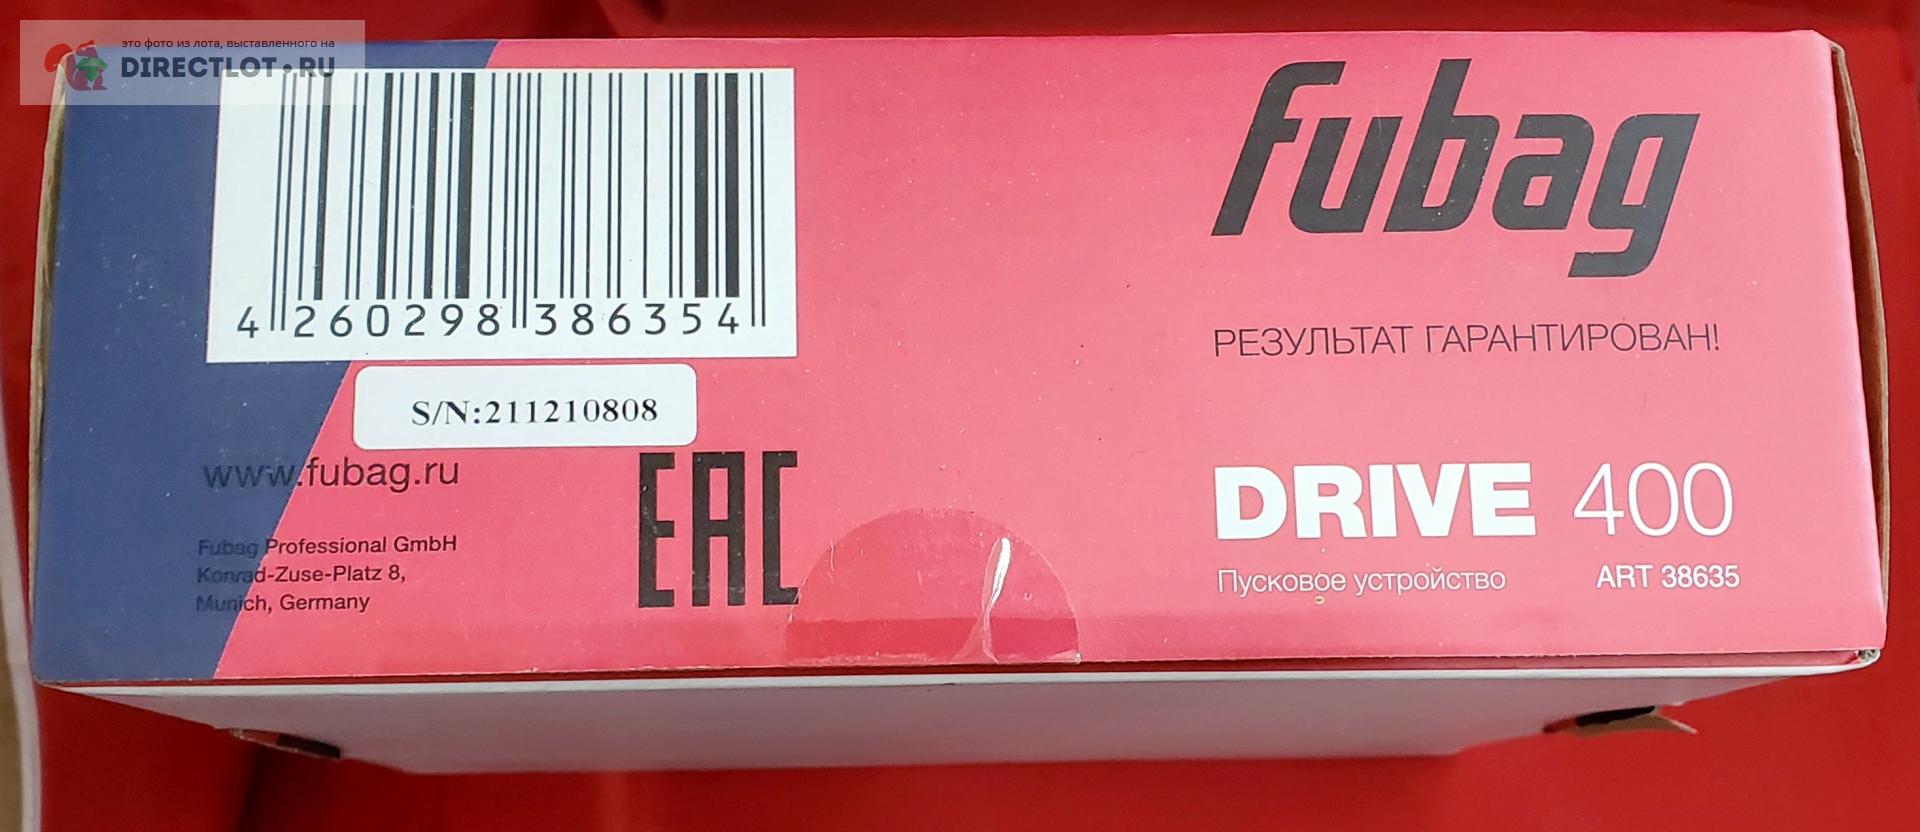 это фото из лота, выставленного на
DIRECTLOT.RU
4 260298 386354
S/N:211210808
www.fubag.ru
Fubag Professional GmbH
Konrad-Zuse-Platz 8,
Munich, Germany
EAC
fubag
РЕЗУЛЬТАТ ГАРАНТИРОВАН!
DRIVE 400
Пусковое устройство ART 38635